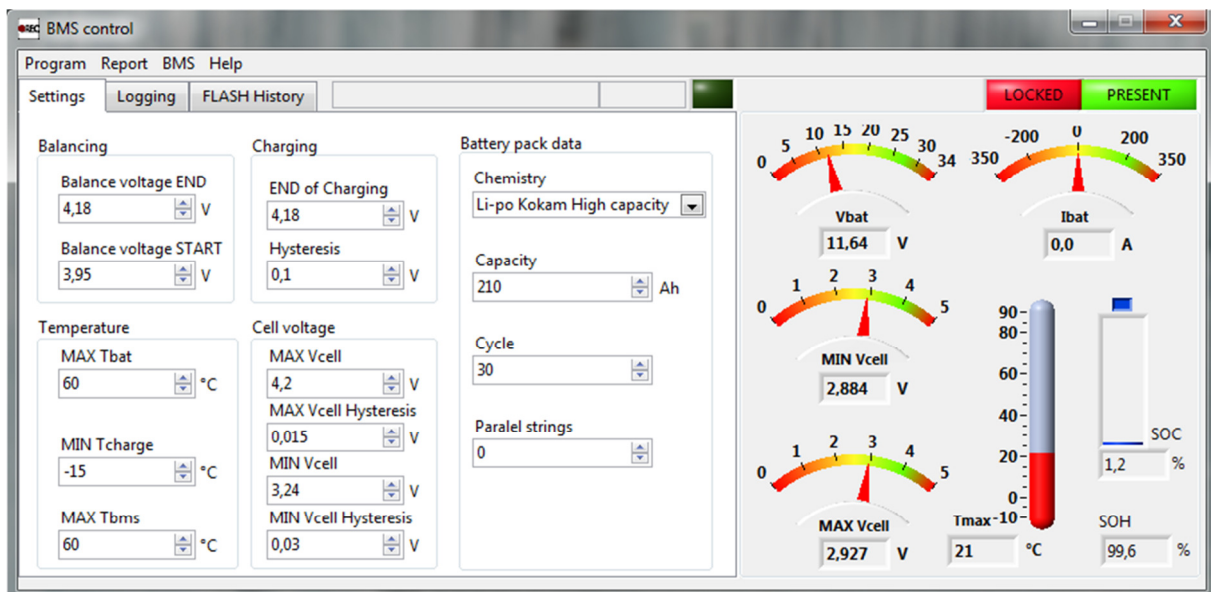 REC BMS control
Program Report BMS Help
Settings Logging FLASH History
LOCKED PRESENT
Balancing
Balance voltage END
4,18 V
Balance voltage START
3,95 V
Charging
END of Charging
4,18 V
Hysteresis
0,1 V
Temperature
MAX Tbat
60 °C
MIN Tcharge
-15 °C
MAX Tbms
60 °C
Cell voltage
MAX Vcell
4,2 V
MAX Vcell Hysteresis
0,015 V
MIN Vcell
3,24 V
MIN Vcell Hysteresis
0,03 V
Battery pack data
Chemistry
Li-po Kokam High capacity
Capacity
210 Ah
Cycle
30
Paralel strings
0
0 5 10 15 20 25 30 34
Vbat
11,64 V
350 -200 0 200 350
Ibat
0,0 A
0 1 2 3 4 5
MIN Vcell
2,884 V
0 1 2 3 4 5
MAX Vcell
2,927 V
90
80
60
40
20
0
-10
Tmax
21 °C
SOC
1,2 %
SOH
99,6 %